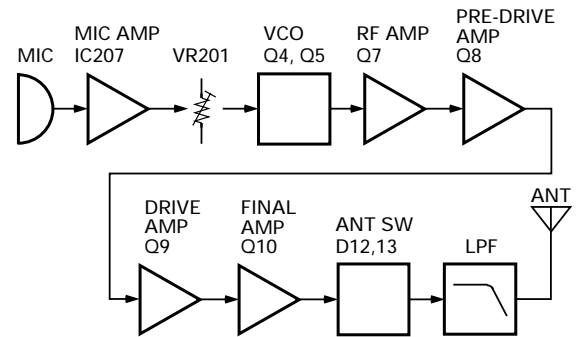 MIC
MIC AMP
IC207
VR201
VCO
Q4, Q5
RF AMP
Q7
PRE-DRIVE
AMP
Q8
DRIVE
AMP
Q9
FINAL
AMP
Q10
ANT SW
D12,13
LPF
ANT